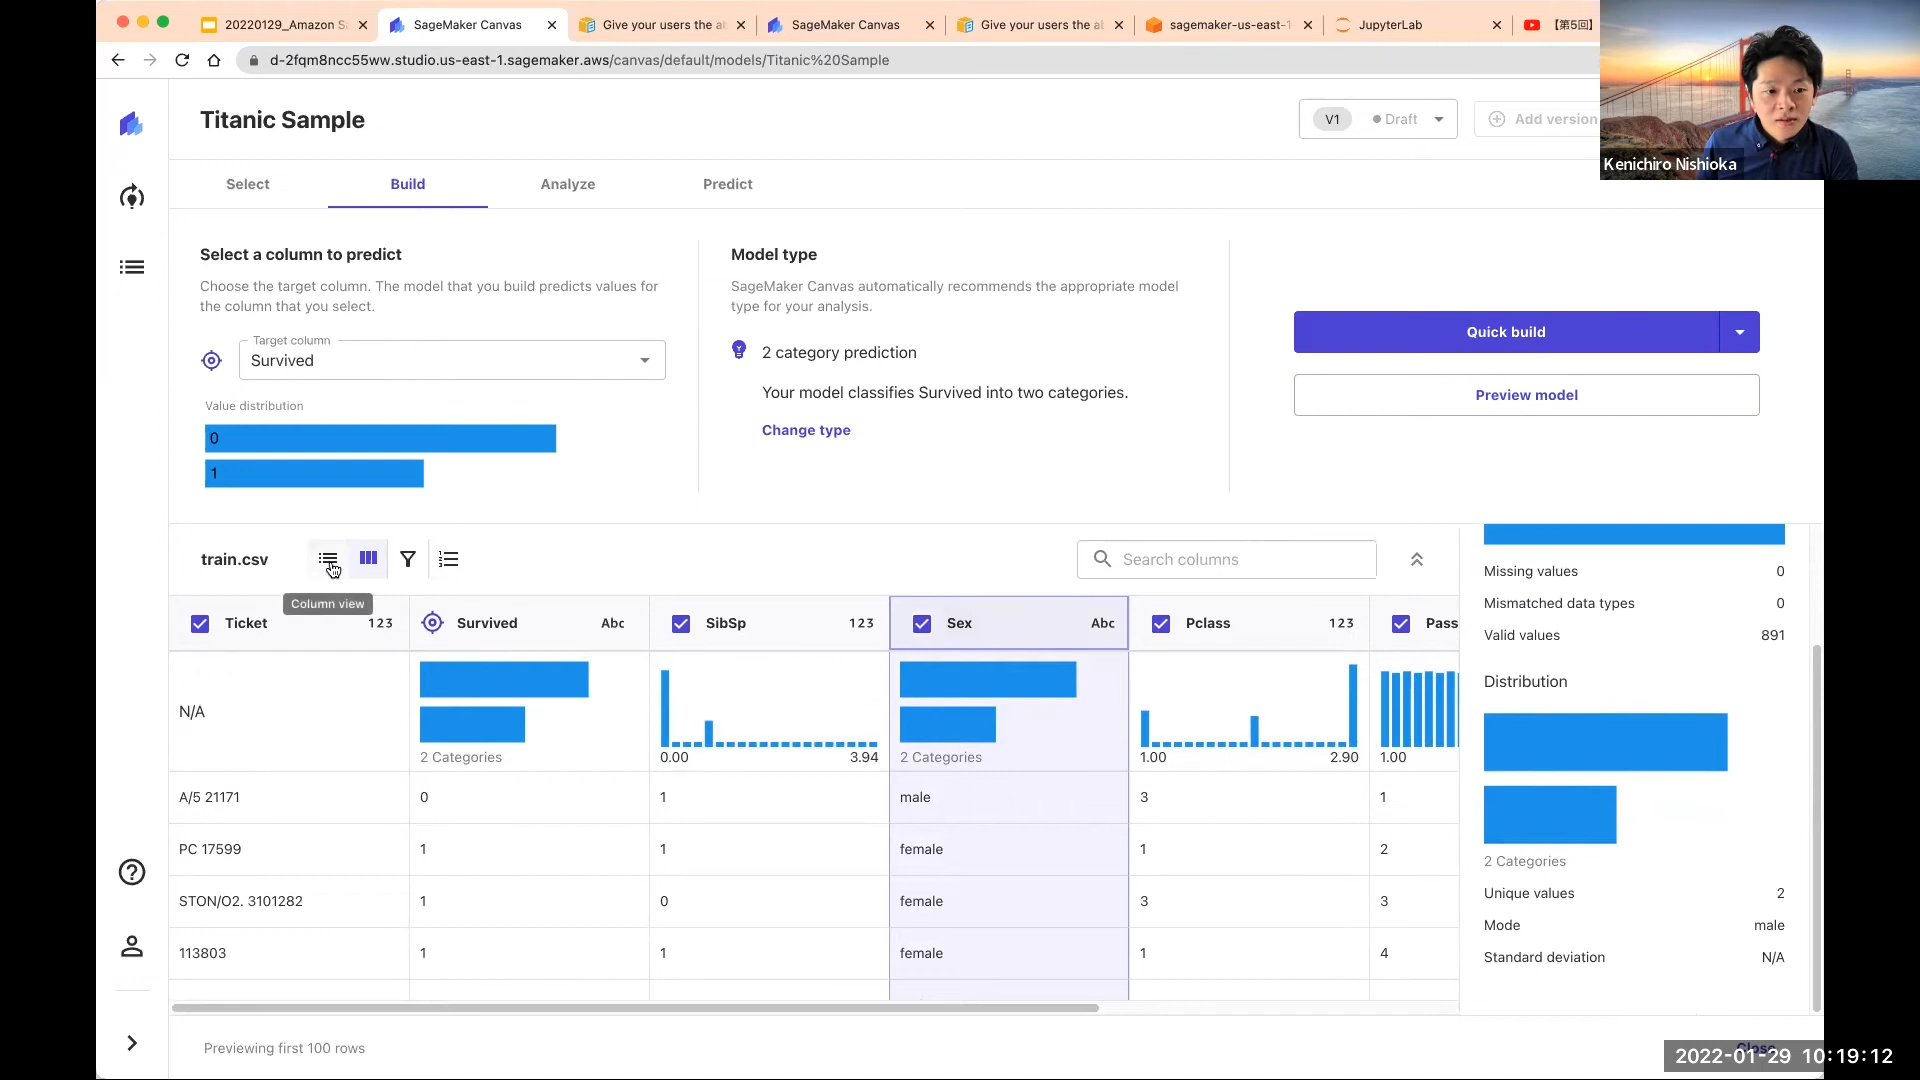 20220129_Amazon S
SageMaker Canvas
Give your users the a
SageMaker Canvas
Give your users the a
sagemaker-us-east-1
JupyterLab
【第5回】
d-2fqm8ncc55ww.studio.us-east-1.sagemaker.aws/canvas/default/models/Titanic%20Sample
Kenichiro Nishioka
Titanic Sample
V1
Draft
Add version
Select
Build
Analyze
Predict
Select a column to predict
Choose the target column. The model that you build predicts values for
the column that you select.
Target column
Survived
Value distribution
0
1
Model type
SageMaker Canvas automatically recommends the appropriate model
type for your analysis.
2 category prediction
Your model classifies Survived into two categories.
Change type
Quick build
Preview model
train.csv
Search columns
Column view
Ticket 123
Survived Abc
SibSp 123
Sex Abc
Pclass 123
Pass
N/A
2 Categories
0.00 3.94
2 Categories
1.00 2.90
1.00
A/5 21171 0 1 male 3 1
PC 17599 1 1 female 1 2
STON/O2. 3101282 1 0 female 3 3
113803 1 1 female 1 4
Missing values 0
Mismatched data types 0
Valid values 891
Distribution
2 Categories
Unique values 2
Mode male
Standard deviation N/A
Previewing first 100 rows
Close
2022-01-29 10:19:12